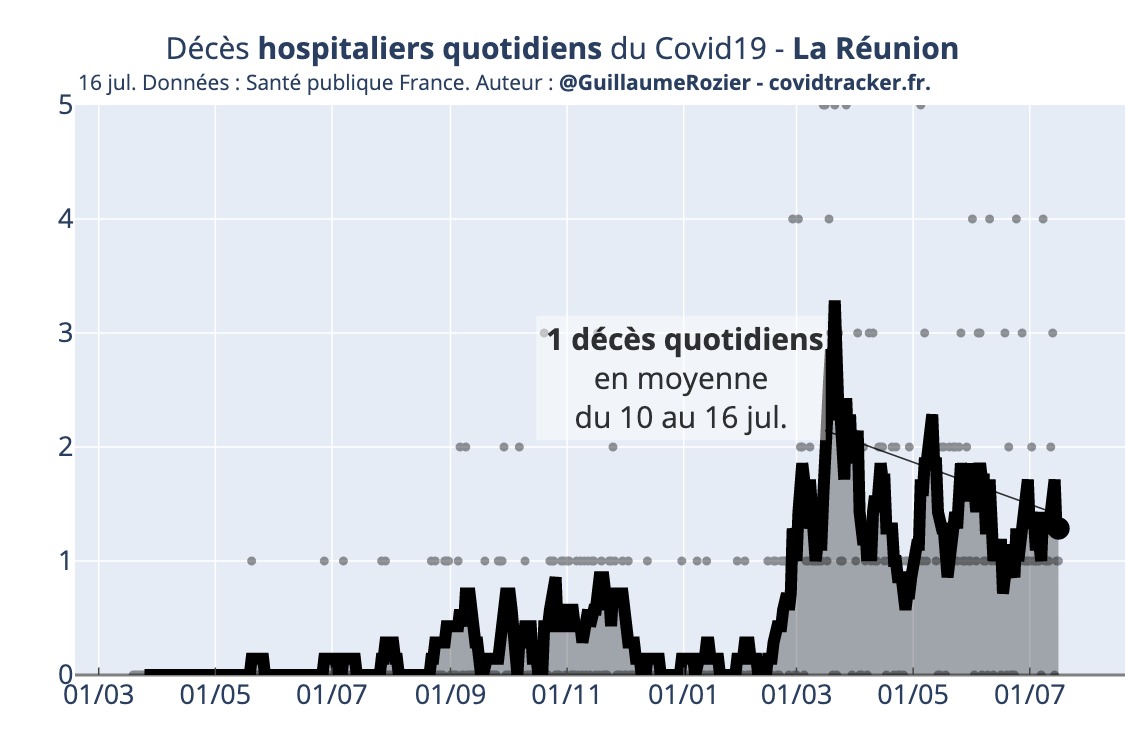 Décès hospitaliers quotidiens du Covid19 - La Réunion
16 jul. Données : Santé publique France. Auteur : @GuillaumeRozier - covidtracker.fr.
5
4
3
1 décès quotidiens
en moyenne
du 10 au 16 jul.
2
1
0
01/03 01/05 01/07 01/09 01/11 01/01 01/03 01/05 01/07